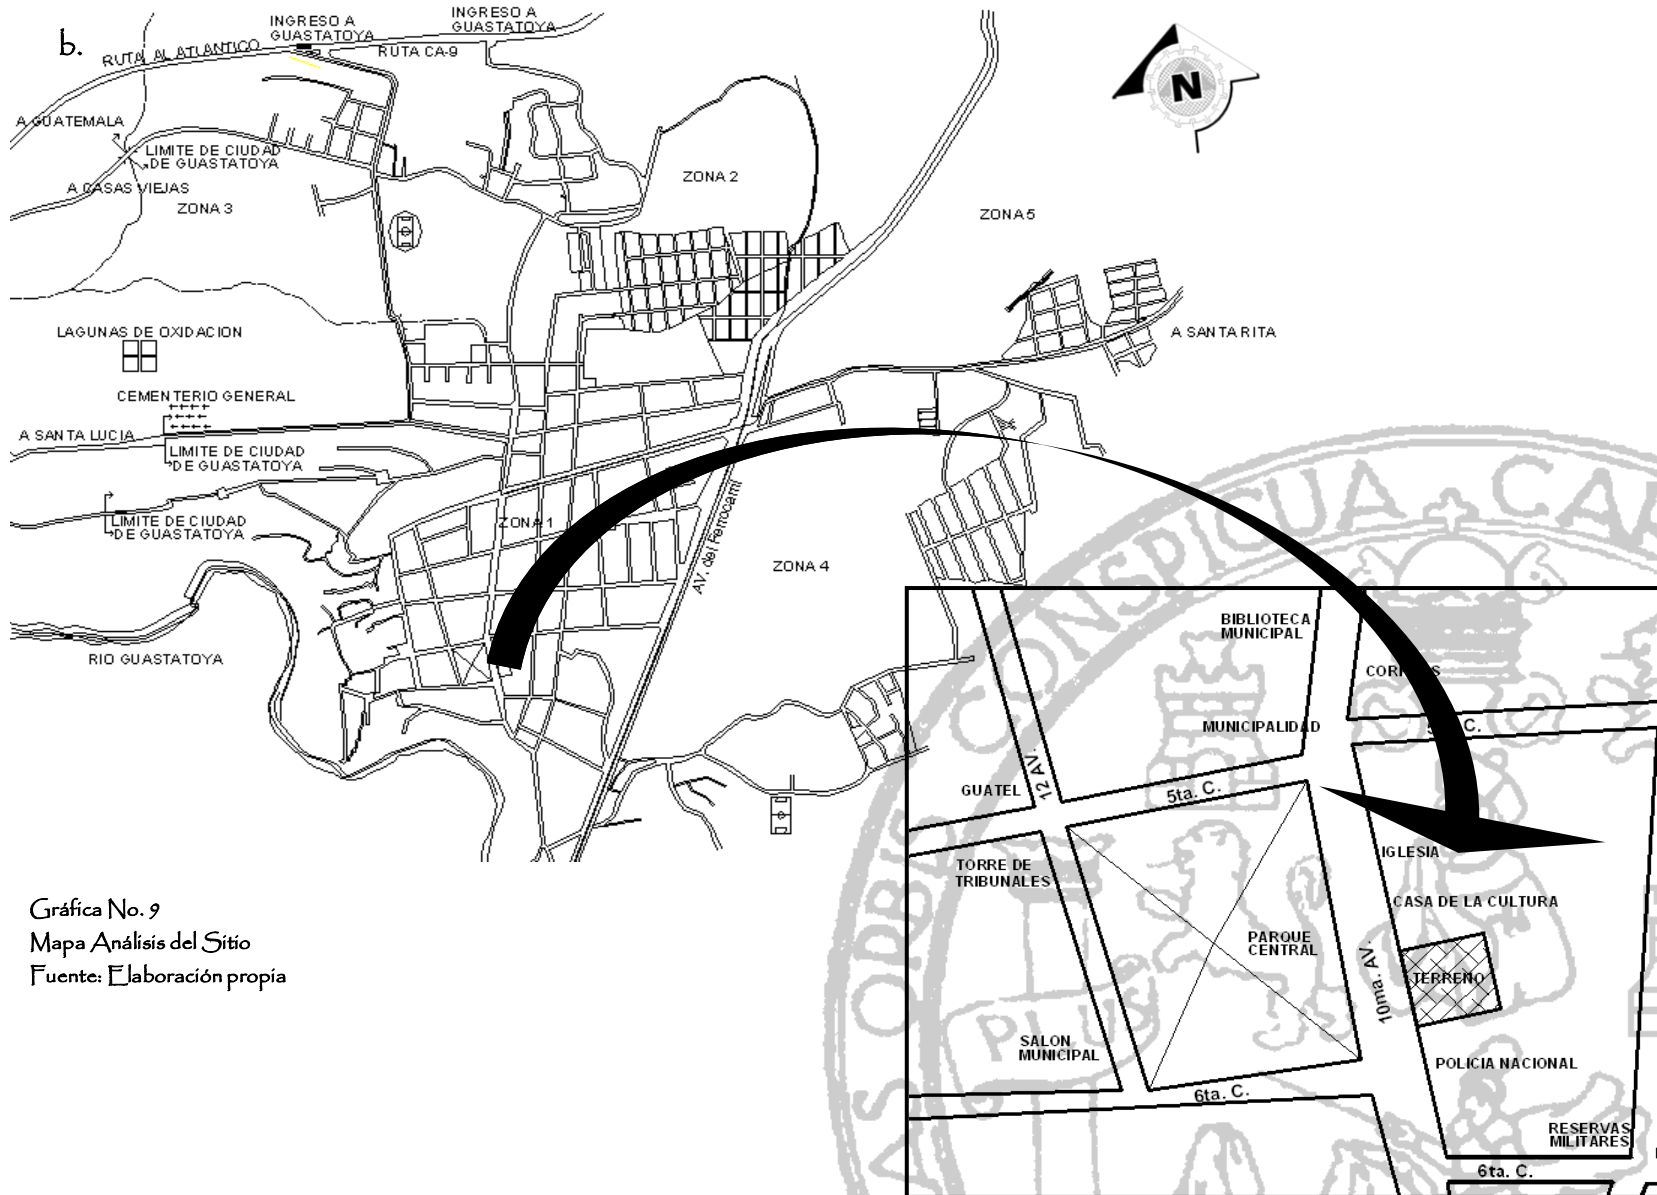 b.
INGRESO A
GUASTATOYA
INGRESO A
GUASTATOYA
RUTA AL ATLANTICO
RUTA CA-9
N
A GUATEMALA
LIMITE DE CIUDAD
DE GUASTATOYA
A CASAS VIEJAS
ZONA 3
ZONA 2
ZONA 5
LAGUNAS DE OXIDACION
A SANTA RITA
CEMENTERIO GENERAL
A SANTA LUCIA
LIMITE DE CIUDAD
DE GUASTATOYA
LIMITE DE CIUDAD
DE GUASTATOYA
ZONA 1
AV. del Ferrocarril
ZONA 4
RIO GUASTATOYA
CONSPICUA
ORBIS
PLUS
BIBLIOTECA
MUNICIPAL
MUNICIPALIDAD
GUATEL
12 AV.
5ta. C.
C.
IGLESIA
TORRE DE
TRIBUNALES
CASA DE LA CULTURA
PARQUE
CENTRAL
10ma. AV.
TERRENO
SALON
MUNICIPAL
POLICIA NACIONAL
6ta. C.
RESERVAS
MILITARES
6ta. C.
Gráfica No. 9
Mapa Análisis del Sitio
Fuente: Elaboración propia